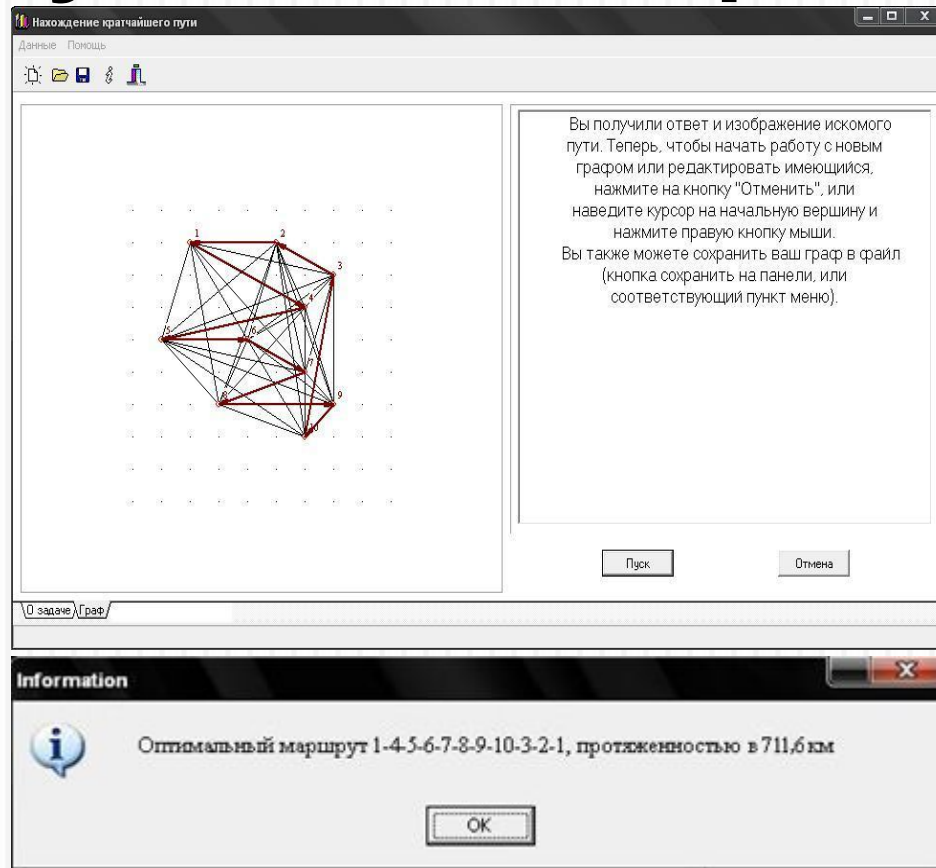 Нахождение кратчайшего пути
Данные Помощь
Вы получили ответ и изображение искомого
пути. Теперь, чтобы начать работу с новым
графом или редактировать имеющийся,
нажмите на кнопку "Отменить", или
наведите курсор на начальную вершину и
нажмите правую кнопку мыши.
Вы также можете сохранить ваш граф в файл
(кнопка сохранить на панели, или
соответствующий пункт меню).
1
2
3
4
5
6
7
8
9
10
Пуск
Отмена
О задаче Граф
Information
Оптимальный маршрут 1-4-5-6-7-8-9-10-3-2-1, протяженностью в 711,6 км
OK